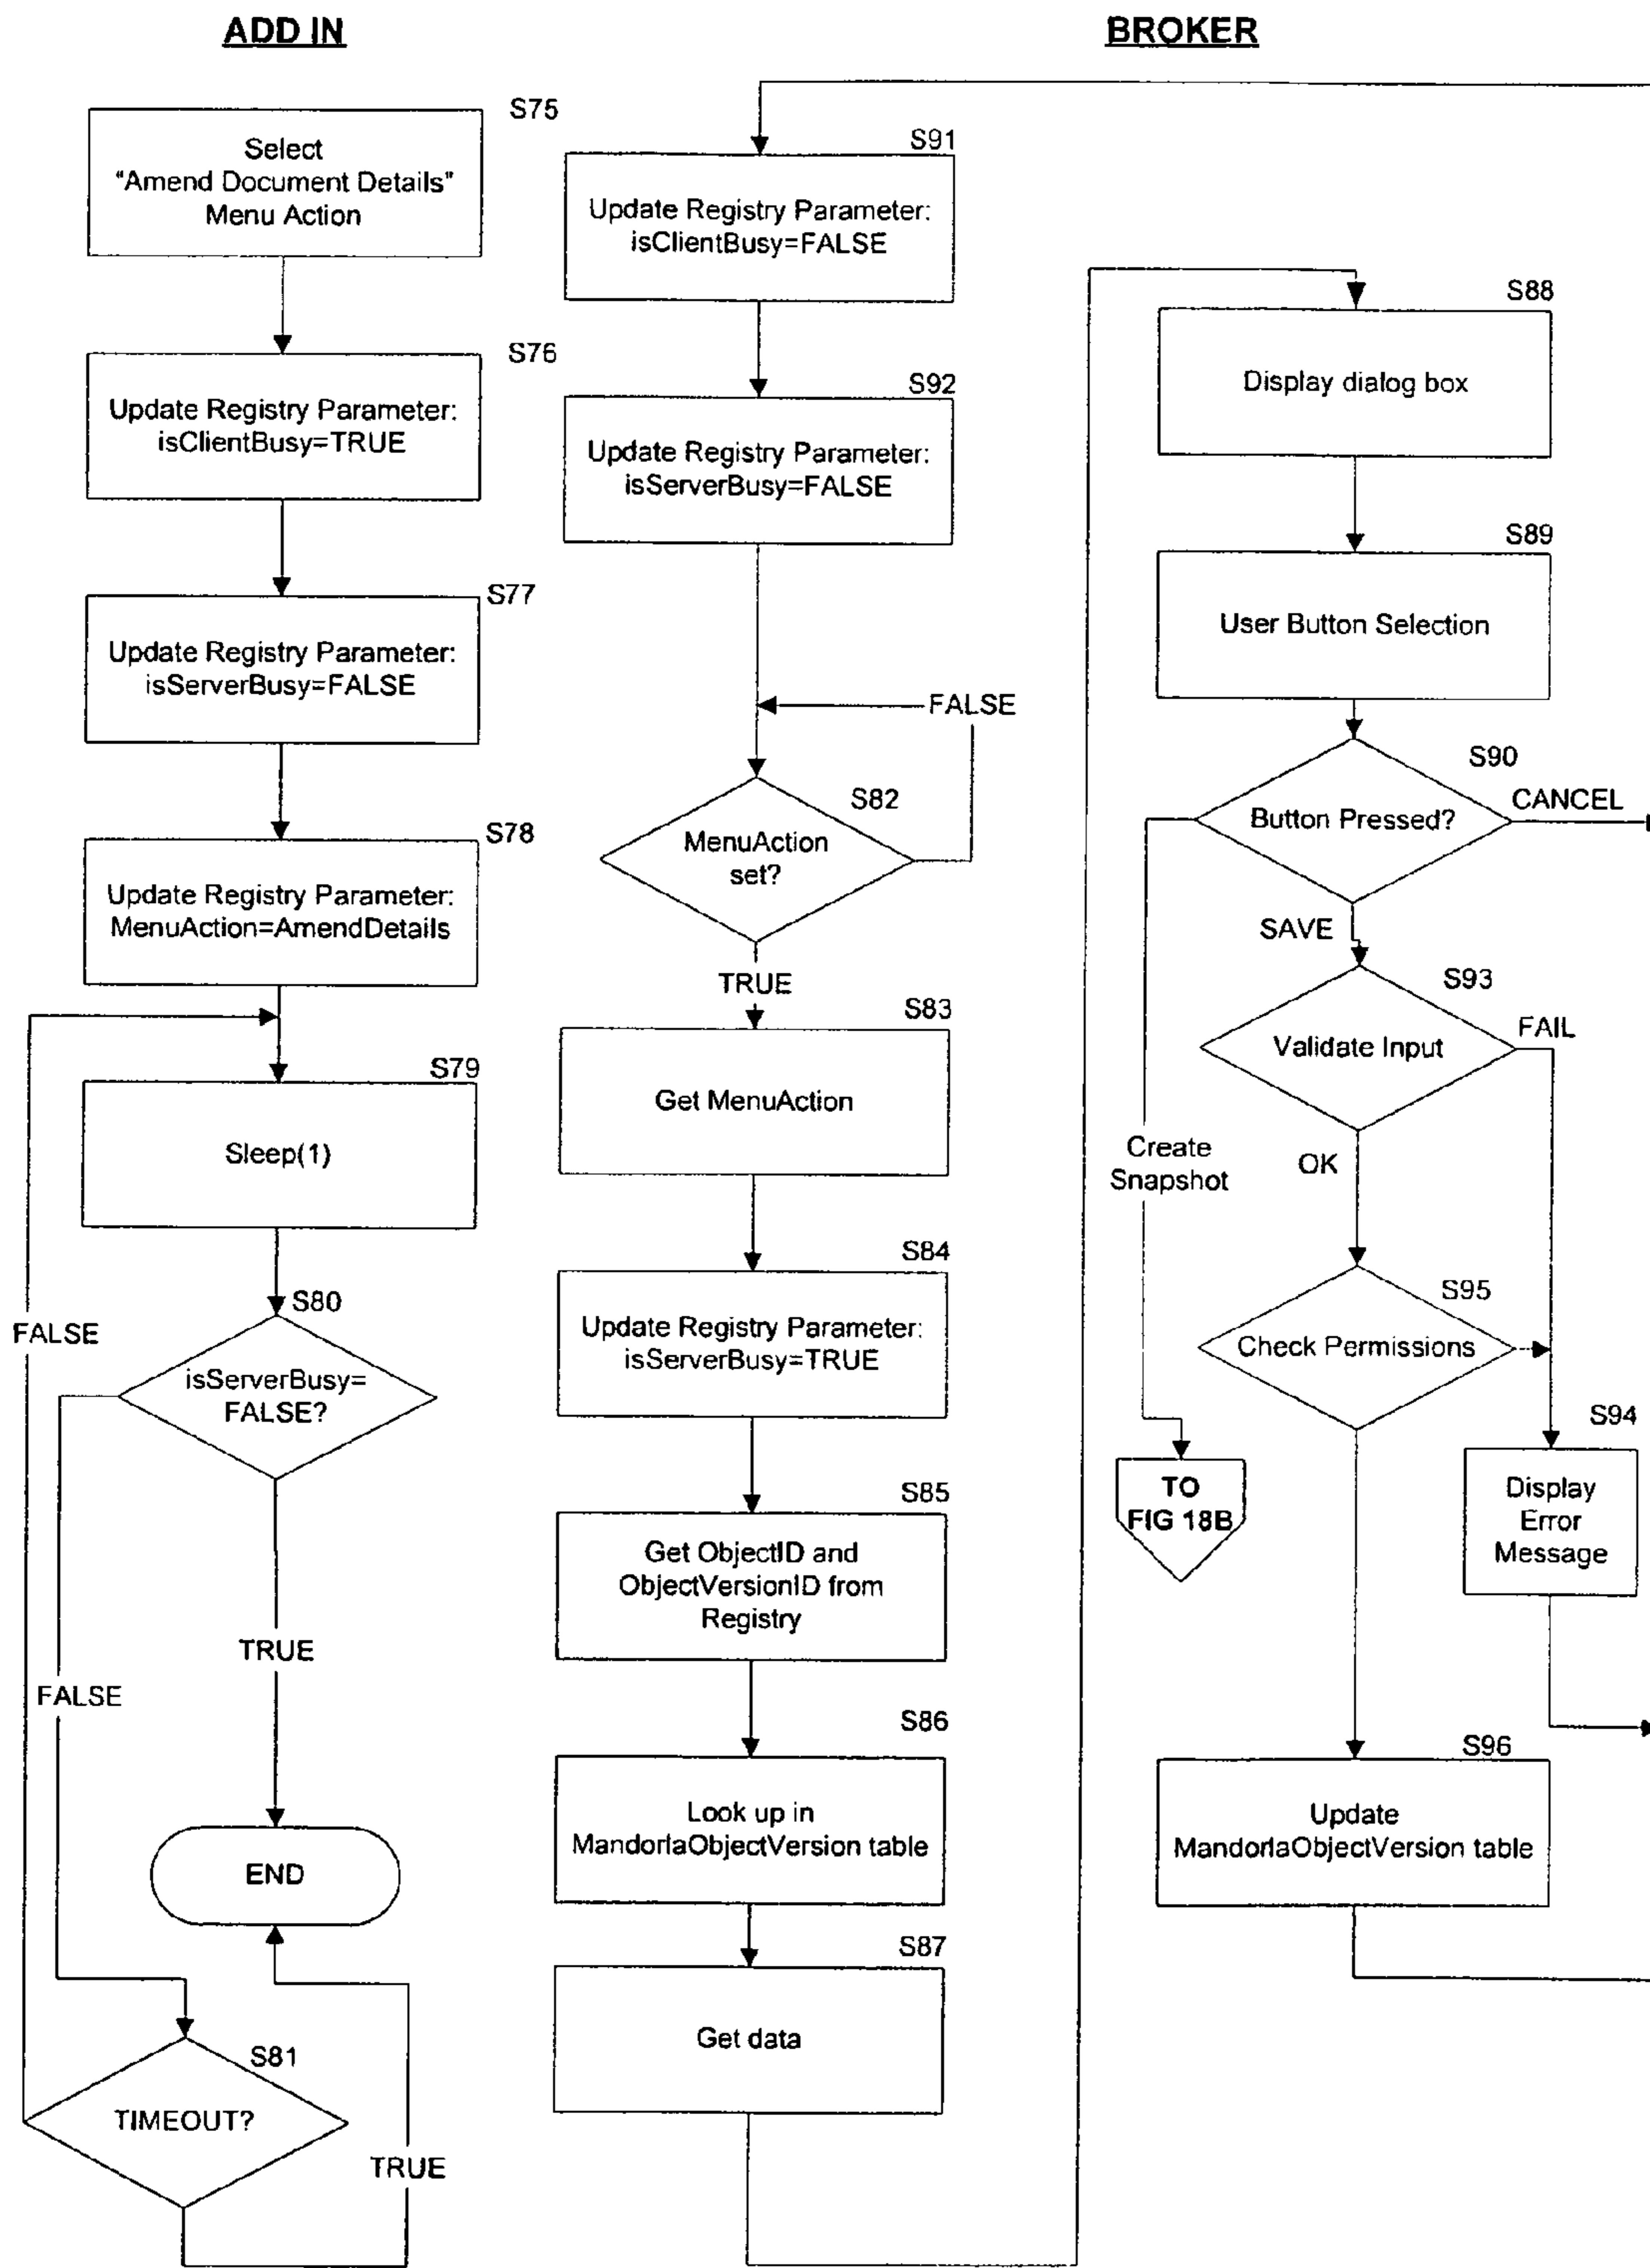 ADD IN
BROKER
S75
Select
"Amend Document Details"
Menu Action
S76
Update Registry Parameter:
isClientBusy=TRUE
S77
Update Registry Parameter:
isServerBusy=FALSE
S78
Update Registry Parameter:
MenuAction=AmendDetails
S79
Sleep(1)
S80
FALSE
isServerBusy=
FALSE?
TRUE
FALSE
END
S81
TIMEOUT?
TRUE
S91
Update Registry Parameter:
isClientBusy=FALSE
S92
Update Registry Parameter:
isServerBusy=FALSE
FALSE
S82
MenuAction
set?
TRUE
S83
Get MenuAction
S84
Update Registry Parameter:
isServerBusy=TRUE
S85
Get ObjectID and
ObjectVersionID from
Registry
S86
Look up in
MandorlaObjectVersion table
S87
Get data
S88
Display dialog box
S89
User Button Selection
S90
Button Pressed?
CANCEL
SAVE
S93
Validate Input
FAIL
Create
Snapshot
OK
S95
Check Permissions
S94
Display
Error
Message
TO
FIG 18B
S96
Update
MandorlaObjectVersion table